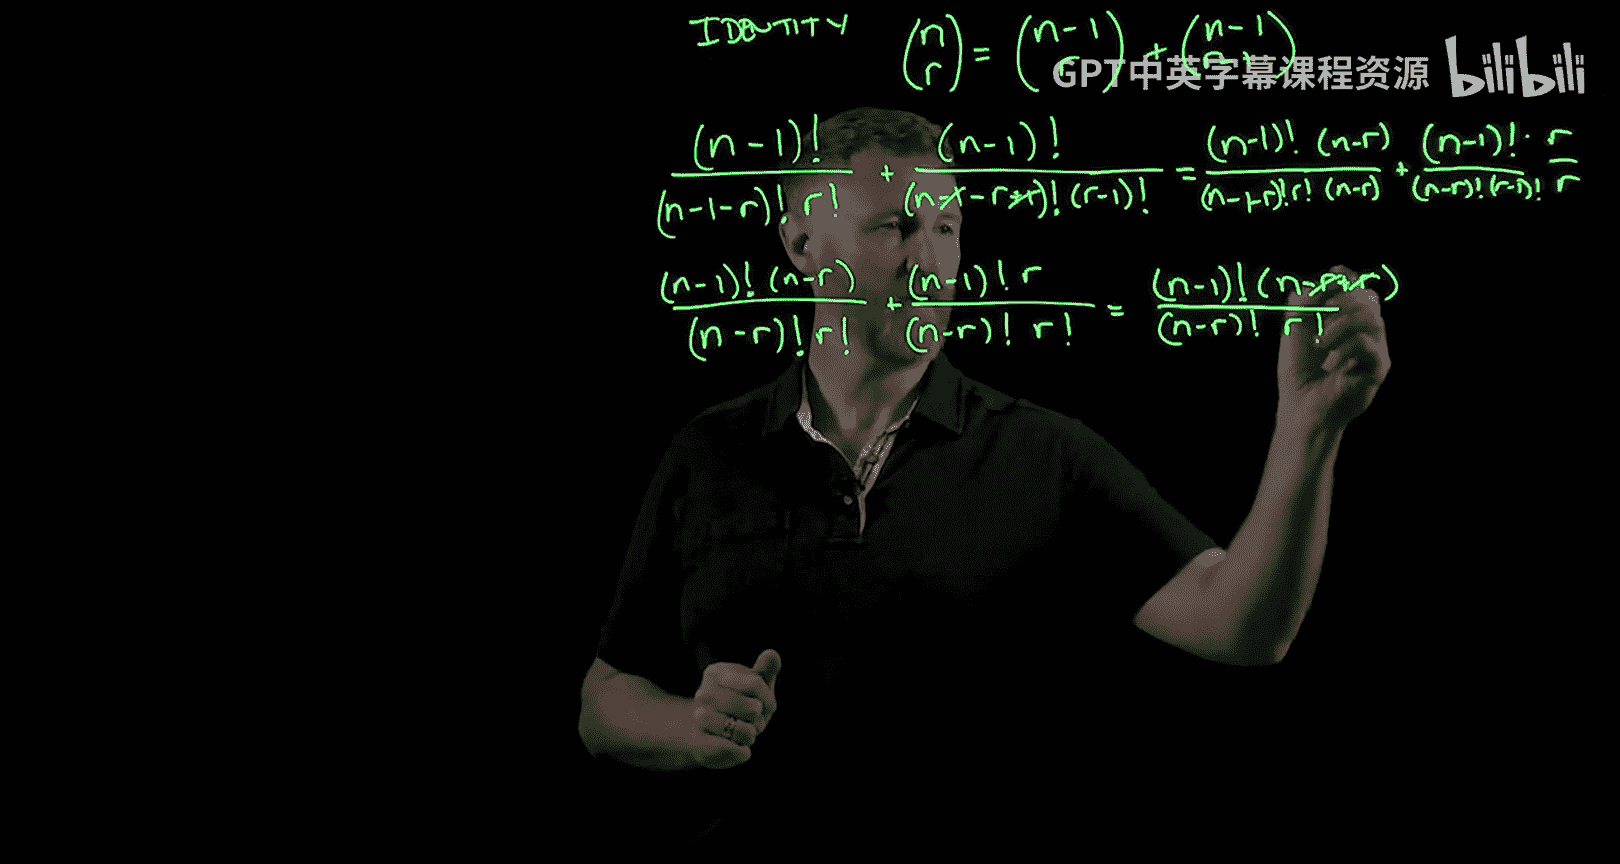 IDENTITY (n r) = (n-1 r) + (n-1 r-1)
GPT中英字幕课程资源 bilibili
(n-1)! / (n-1-r)! r! + (n-1)! / (n-1-r+1)! (r-1)! = (n-1)! (n-r) / (n-1-r)! r! (n-r) + (n-1)! · r / (n-r)! (r-1)! r
(n-1)! (n-r) / (n-r)! r! + (n-1)! r / (n-r)! r! = (n-1)! (n-r+r) / (n-r)! r!